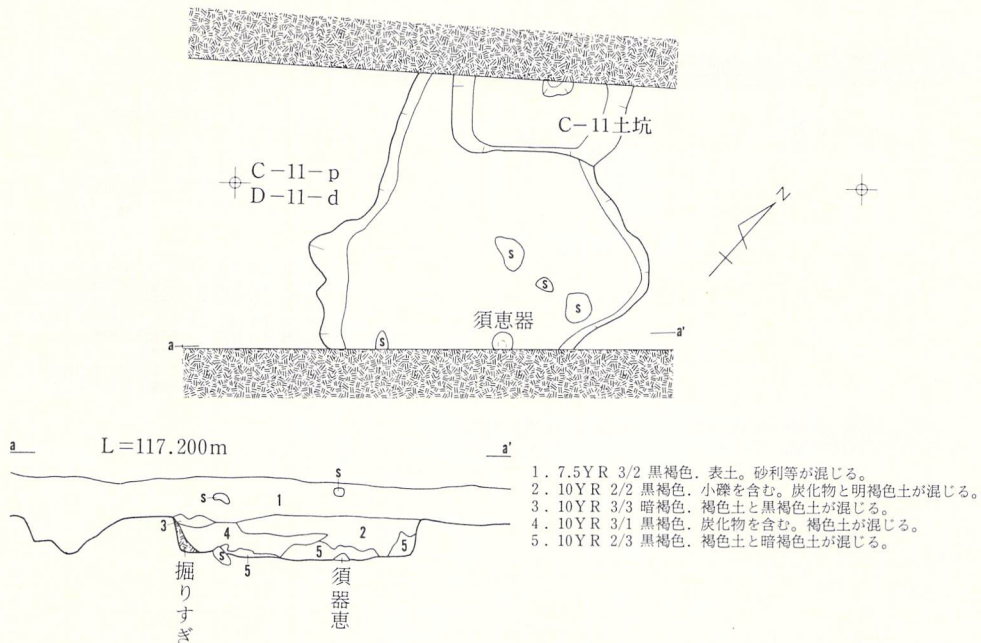 C-11土坑
C-11-p
D-11-d
N
s
s
s
須恵器
a
s
a'
a
L=117.200m
a'
s
s
1
3
4
2
5
5
s
5
掘りすぎ
須器恵
1. 7.5YR 3/2 黒褐色. 表土。砂利等が混じる。
2. 10YR 2/2 黒褐色. 小礫を含む。炭化物と明褐色土が混じる。
3. 10YR 3/3 暗褐色. 褐色土と黒褐色土が混じる。
4. 10YR 3/1 黒褐色. 炭化物を含む。褐色土が混じる。
5. 10YR 2/3 黒褐色. 褐色土と暗褐色土が混じる。